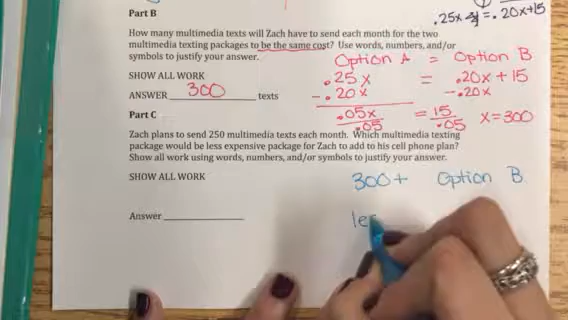 Part B
.25x = .20x+15
How many multimedia texts will Zach have to send each month for the two
multimedia texting packages to be the same cost? Use words, numbers, and/or
symbols to justify your answer.
Option A = Option B
SHOW ALL WORK
.25x = .20x + 15
-.20x -.20x
ANSWER 300 texts
.05x = 15 x=300
.05 .05
Part C
Zach plans to send 250 multimedia texts each month. Which multimedia texting
package would be less expensive package for Zach to add to his cell phone plan?
Show all work using words, numbers, and/or symbols to justify your answer.
SHOW ALL WORK
300+ Option B
Answer
le